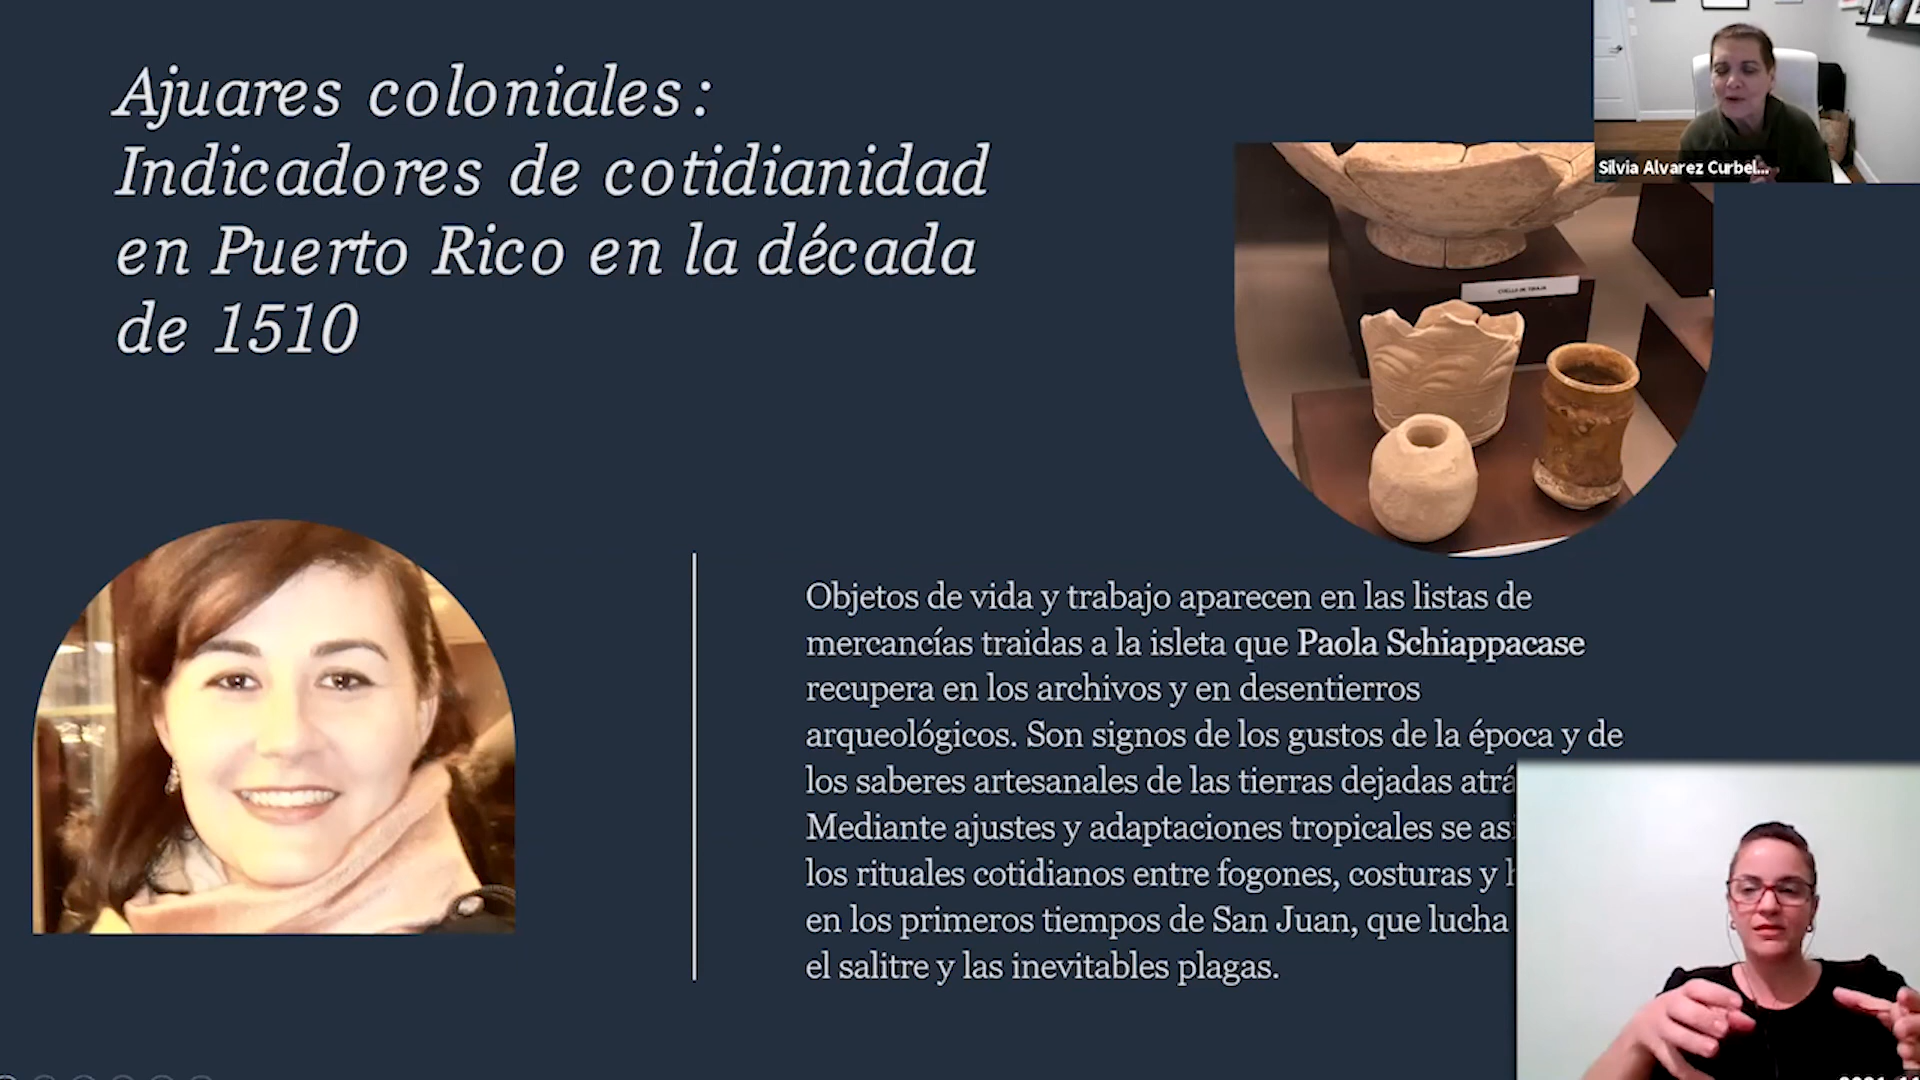 Ajuares coloniales:
Indicadores de cotidianidad
en Puerto Rico en la década
de 1510
Silvia Alvarez Curbel...
CUELLO DE TINAJA
Objetos de vida y trabajo aparecen en las listas de
mercancías traidas a la isleta que Paola Schiappacase
recupera en los archivos y en desentierros
arqueológicos. Son signos de los gustos de la época y de
los saberes artesanales de las tierras dejadas atrá
Mediante ajustes y adaptaciones tropicales se asi
los rituales cotidianos entre fogones, costuras y h
en los primeros tiempos de San Juan, que lucha
el salitre y las inevitables plagas.